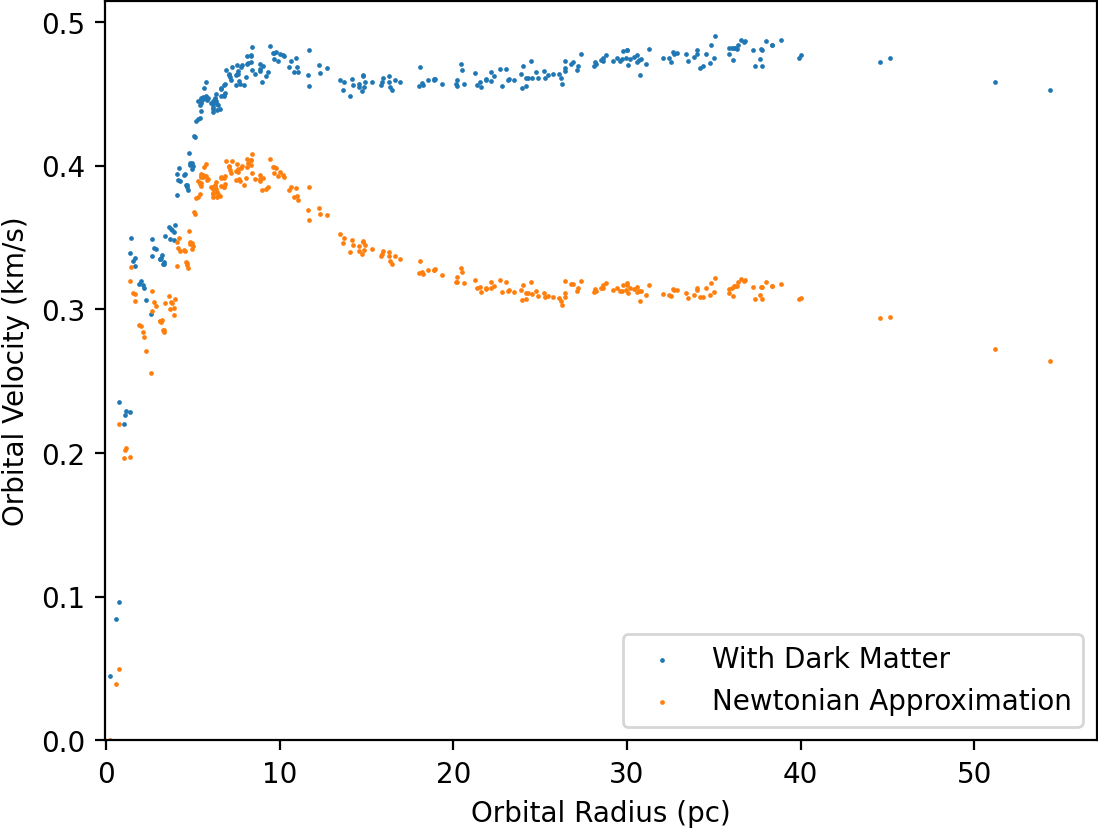 0.5
0.4
0.3
0.2
0.1
0.0
Orbital Velocity (km/s)
With Dark Matter
Newtonian Approximation
0 10 20 30 40 50
Orbital Radius (pc)